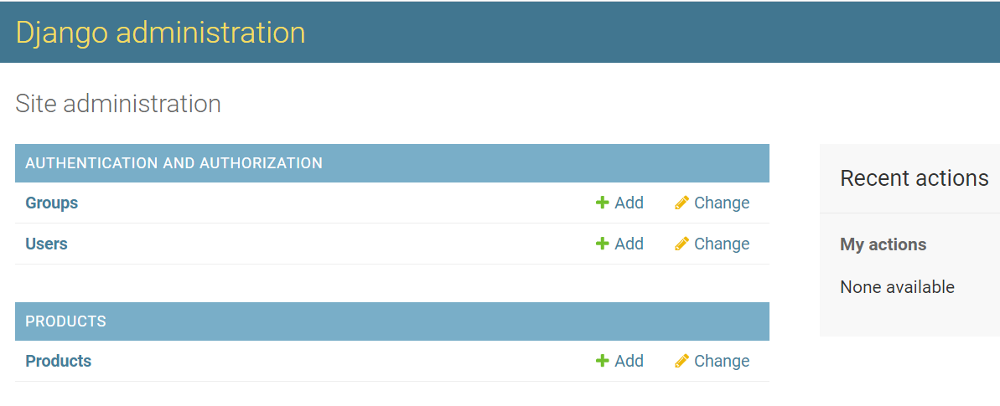 Django administration
Site administration
AUTHENTICATION AND AUTHORIZATION
Groups Add Change
Users Add Change
PRODUCTS
Products Add Change
Recent actions
My actions
None available